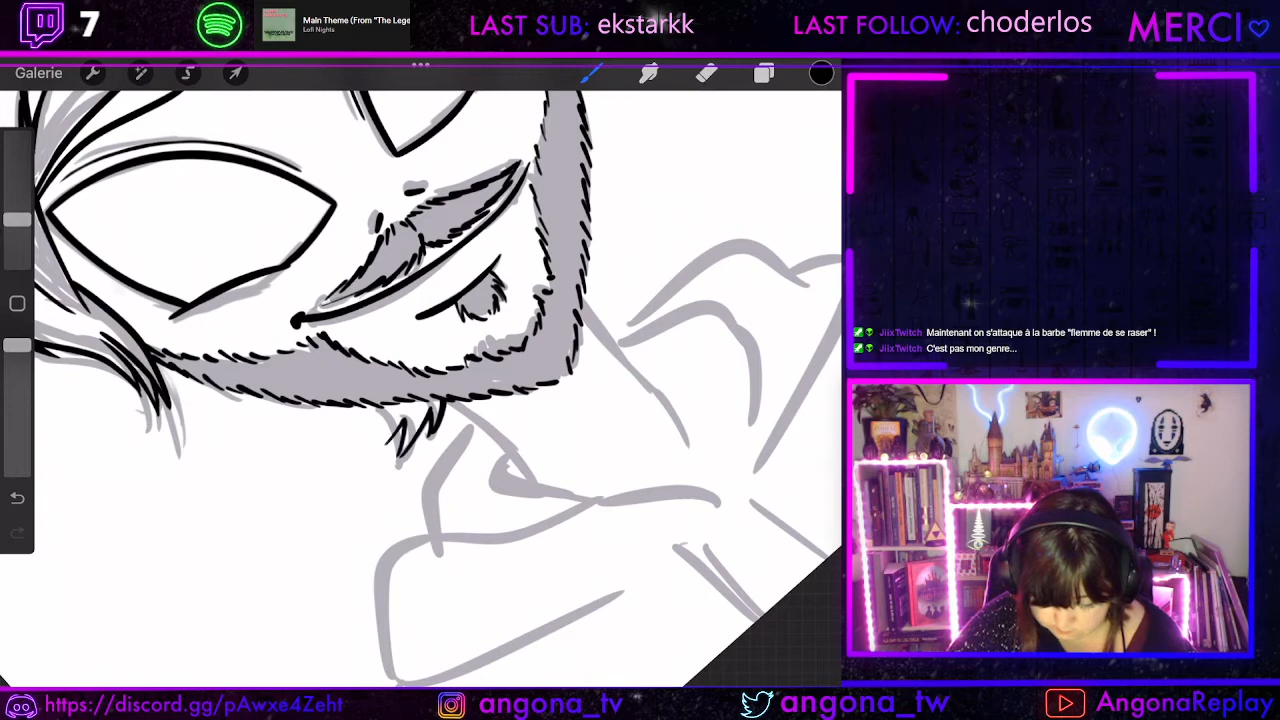 7
Main Theme (From "The Lege
Lofi Nights
LAST SUB: ekstarkk
LAST FOLLOW: choderlos
MERCI
Galerie
JiixTwitch Maintenant on s'attaque à la barbe "flemme de se raser" !
JiixTwitch C'est pas mon genre...
https://discord.gg/pAwxe4Zeht
angona_tv
angona_tw
AngonaReplay